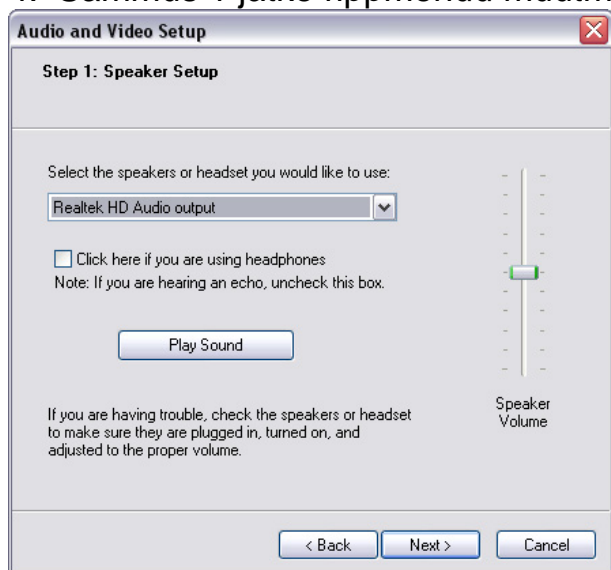 Audio and Video Setup
Step 1: Speaker Setup
Select the speakers or headset you would like to use:
Realtek HD Audio output
Click here if you are using headphones
Note: If you are hearing an echo, uncheck this box.
Play Sound
If you are having trouble, check the speakers or headset
to make sure they are plugged in, turned on, and
adjusted to the proper volume.
Speaker
Volume
< Back
Next >
Cancel